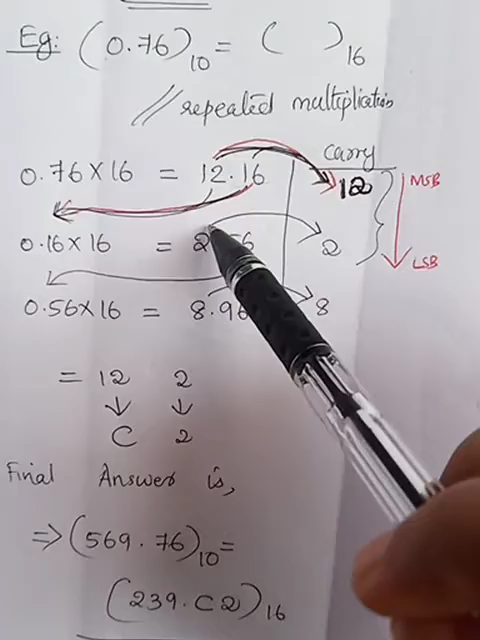 Eg: (0.76)10 = ( )16
// repeated multiplication
Carry
0.76 × 16 = 12.16 12 MSB
0.16 × 16 = 2 56 2 LSB
0.56 × 16 = 8.96 8
= 12 2
↓ ↓
C 2
Final Answer is,
⇒ (569.76)10 =
(239.C2)16